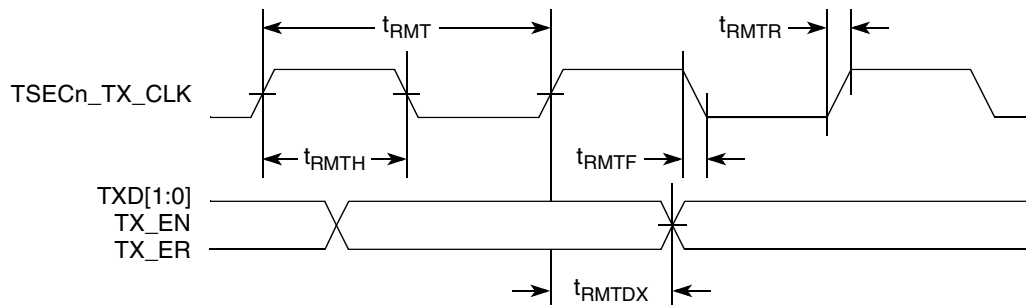 tRMT
tRMTR
TSECn_TX_CLK
tRMTH
tRMTF
TXD[1:0]
TX_EN
TX_ER
tRMTDX